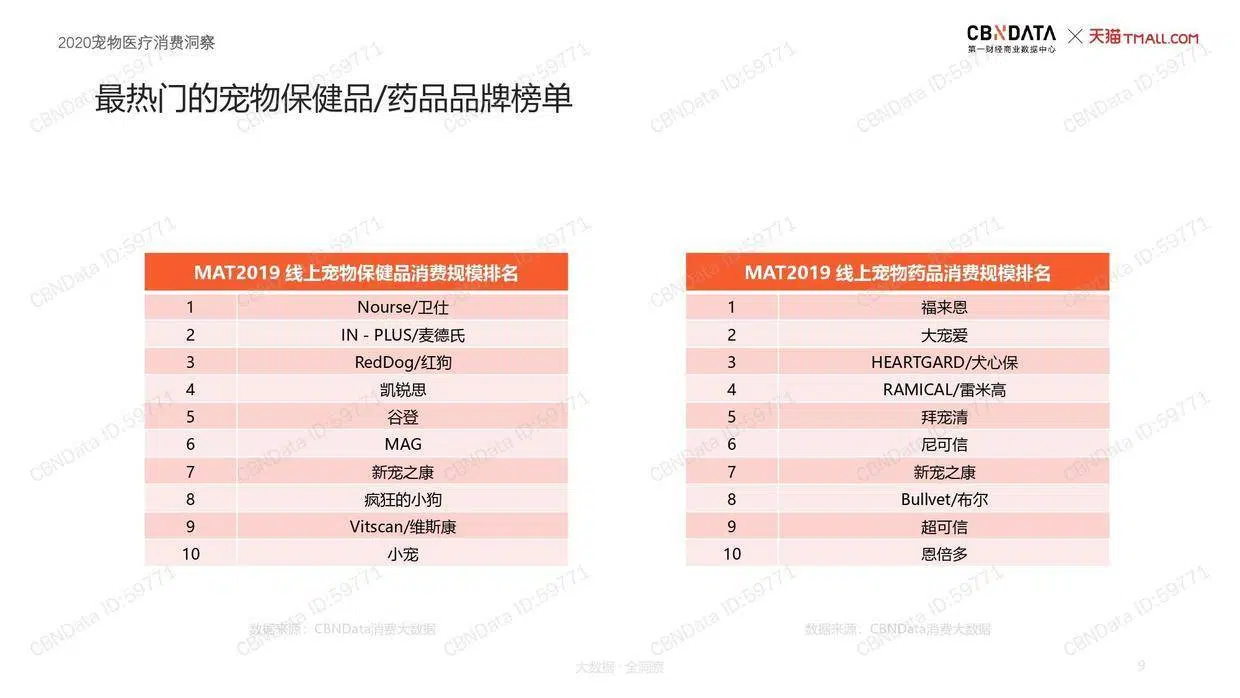 2020宠物医疗消费洞察
CBNDATA
第一财经商业数据中心
×
天猫TMALL.COM
最热门的宠物保健品/药品品牌榜单
MAT2019 线上宠物保健品消费规模排名
1 Nourse/卫仕
2 IN - PLUS/麦德氏
3 RedDog/红狗
4 凯锐思
5 谷登
6 MAG
7 新宠之康
8 疯狂的小狗
9 Vitscan/维斯康
10 小宠
MAT2019 线上宠物药品消费规模排名
1 福来恩
2 大宠爱
3 HEARTGARD/犬心保
4 RAMICAL/雷米高
5 拜宠清
6 尼可信
7 新宠之康
8 Bullvet/布尔
9 超可信
10 恩倍多
数据来源：CBNData消费大数据
数据来源：CBNData消费大数据
大数据·全洞察
9
CBNData ID:59771